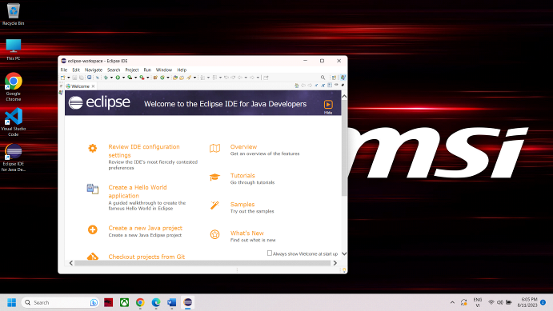 Recycle Bin
This PC
Google
Chrome
Visual Studio
Code
Eclipse IDE
for Java De...
eclipse-workspace - Eclipse IDE
File Edit Navigate Search Project Run Window Help
Welcome
eclipse
Welcome to the Eclipse IDE for Java Developers
Hide
Review IDE configuration
settings
Review the IDE's most fiercely contested
preferences
Create a Hello World
application
A guided walkthrough to create the
famous Hello World in Eclipse
Create a new Java project
Create a new Java Eclipse project
Checkout projects from Git
Overview
Get an overview of the features
Tutorials
Go through tutorials
Samples
Try out the samples
What's New
Find out what is new
Always show Welcome at start up
msi
Search
ENG
VI
6:05 PM